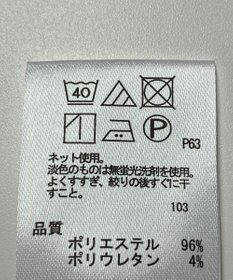 40
P
P63
ネット使用。
淡色のものは無蛍光洗剤を使用。
よくすすぎ、絞りの後すぐに干
すこと。
103
品質
ポリエステル 96%
ポリウレタン 4%